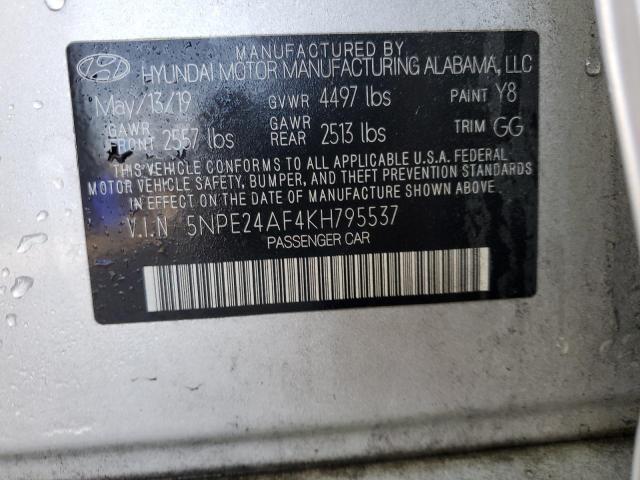 MANUFACTURED BY
HYUNDAI MOTOR MANUFACTURING ALABAMA, LLC
May/13/19 GVWR 4497 lbs PAINT Y8
GAWR FRONT 2557 lbs GAWR REAR 2513 lbs TRIM GG
THIS VEHICLE CONFORMS TO ALL APPLICABLE U.S.A. FEDERAL
MOTOR VEHICLE SAFETY, BUMPER, AND THEFT PREVENTION STANDARDS
IN EFFECT ON THE DATE OF MANUFACTURE SHOWN ABOVE.
V.I.N 5NPE24AF4KH795537
PASSENGER CAR